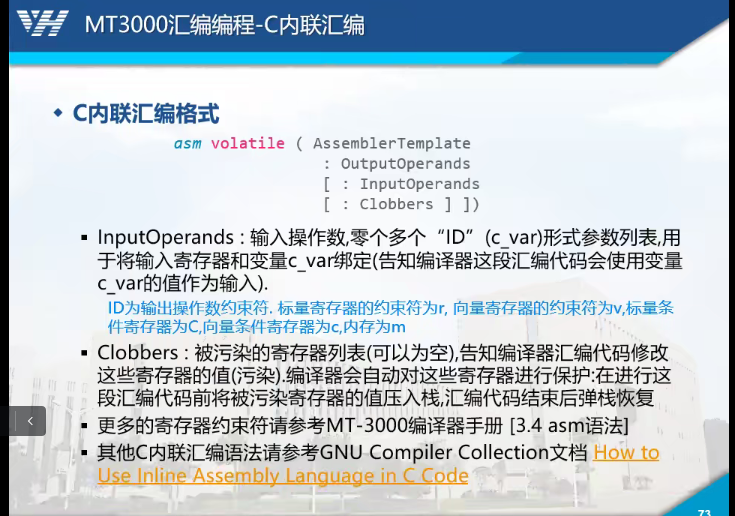 MT3000汇编编程-C内联汇编
C内联汇编格式
asm volatile ( AssemblerTemplate
: OutputOperands
[ : InputOperands
[ : Clobbers ] ])
InputOperands : 输入操作数,零个多个“ID”(c_var)形式参数列表,用
于将输入寄存器和变量c_var绑定(告知编译器这段汇编代码会使用变量
c_var的值作为输入).
ID为输出操作数约束符. 标量寄存器的约束符为r, 向量寄存器的约束符为v,标量条
件寄存器为C,向量条件寄存器为c,内存为m
Clobbers : 被污染的寄存器列表(可以为空),告知编译器汇编代码修改
这些寄存器的值(污染).编译器会自动对这些寄存器进行保护:在进行这
段汇编代码前将被污染寄存器的值压入栈,汇编代码结束后弹栈恢复
更多的寄存器约束符请参考MT-3000编译器手册 [3.4 asm语法]
其他C内联汇编语法请参考GNU Compiler Collection文档 How to
Use Inline Assembly Language in C Code
73